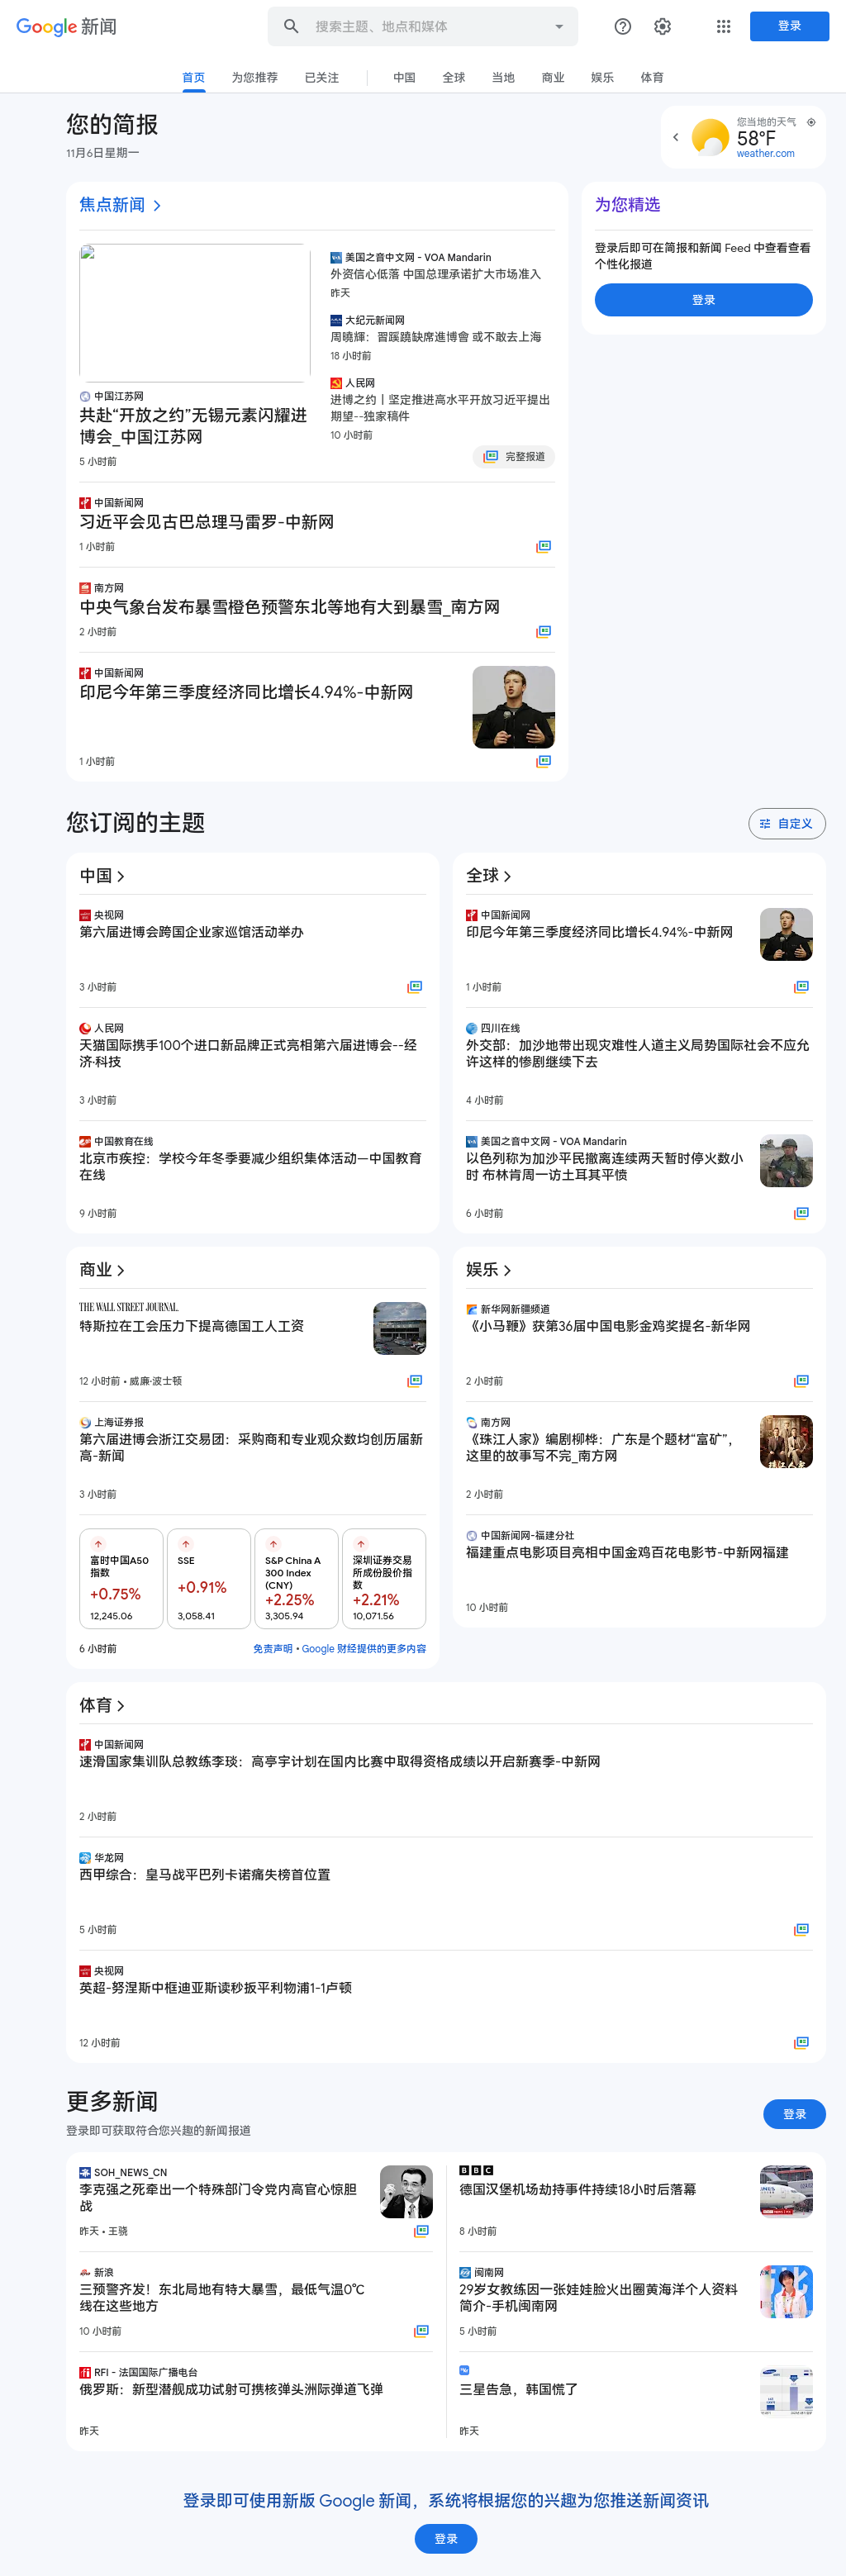 Google 新闻
搜索主题、地点和媒体
登录
首页
为您推荐
已关注
中国
全球
当地
商业
娱乐
体育
您的简报
11月6日星期一
您当地的天气
58°F
weather.com
焦点新闻
中国江苏网
共赴“开放之约”无锡元素闪耀进
博会_中国江苏网
5 小时前
美国之音中文网 - VOA Mandarin
外资信心低落 中国总理承诺扩大市场准入
昨天
大纪元新闻网
周曉輝：習蹊蹺缺席進博會 或不敢去上海
18 小时前
人民网
进博之约丨坚定推进高水平开放习近平提出
期望--独家稿件
10 小时前
完整报道
中国新闻网
习近平会见古巴总理马雷罗-中新网
1 小时前
南方网
中央气象台发布暴雪橙色预警东北等地有大到暴雪_南方网
2 小时前
中国新闻网
印尼今年第三季度经济同比增长4.94%-中新网
1 小时前
为您精选
登录后即可在简报和新闻 Feed 中查看查看
个性化报道
登录
您订阅的主题
自定义
中国
央视网
第六届进博会跨国企业家巡馆活动举办
3 小时前
人民网
天猫国际携手100个进口新品牌正式亮相第六届进博会--经
济·科技
3 小时前
中国教育在线
北京市疾控：学校今年冬季要减少组织集体活动—中国教育
在线
9 小时前
全球
中国新闻网
印尼今年第三季度经济同比增长4.94%-中新网
1 小时前
四川在线
外交部：加沙地带出现灾难性人道主义局势国际社会不应允
许这样的惨剧继续下去
4 小时前
美国之音中文网 - VOA Mandarin
以色列称为加沙平民撤离连续两天暂时停火数小
时 布林肯周一访土耳其平愤
6 小时前
商业
THE WALL STREET JOURNAL.
特斯拉在工会压力下提高德国工人工资
12 小时前 • 威廉·波士顿
上海证券报
第六届进博会浙江交易团：采购商和专业观众数均创历届新
高-新闻
3 小时前
富时中国A50
指数
+0.75%
12,245.06
SSE
+0.91%
3,058.41
S&P China A
300 Index
(CNY)
+2.25%
3,305.94
深圳证券交易
所成份股价指
数
+2.21%
10,071.56
6 小时前
免责声明 • Google 财经提供的更多内容
娱乐
新华网新疆频道
《小马鞭》获第36届中国电影金鸡奖提名-新华网
2 小时前
南方网
《珠江人家》编剧柳桦：广东是个题材“富矿”，
这里的故事写不完_南方网
2 小时前
中国新闻网-福建分社
福建重点电影项目亮相中国金鸡百花电影节-中新网福建
10 小时前
体育
中国新闻网
速滑国家集训队总教练李琰：高亭宇计划在国内比赛中取得资格成绩以开启新赛季-中新网
2 小时前
华龙网
西甲综合：皇马战平巴列卡诺痛失榜首位置
5 小时前
央视网
英超-努涅斯中框迪亚斯读秒扳平利物浦1-1卢顿
12 小时前
更多新闻
登录即可获取符合您兴趣的新闻报道
登录
SOH_NEWS_CN
李克强之死牵出一个特殊部门令党内高官心惊胆
战
昨天 • 王骁
新浪
三预警齐发！东北局地有特大暴雪，最低气温0℃
线在这些地方
10 小时前
RFI - 法国国际广播电台
俄罗斯：新型潜舰成功试射可携核弹头洲际弹道飞弹
昨天
BBC
德国汉堡机场劫持事件持续18小时后落幕
8 小时前
闽南网
29岁女教练因一张娃娃脸火出圈黄海洋个人资料
简介-手机闽南网
5 小时前
三星告急，韩国慌了
昨天
登录即可使用新版 Google 新闻，系统将根据您的兴趣为您推送新闻资讯
登录